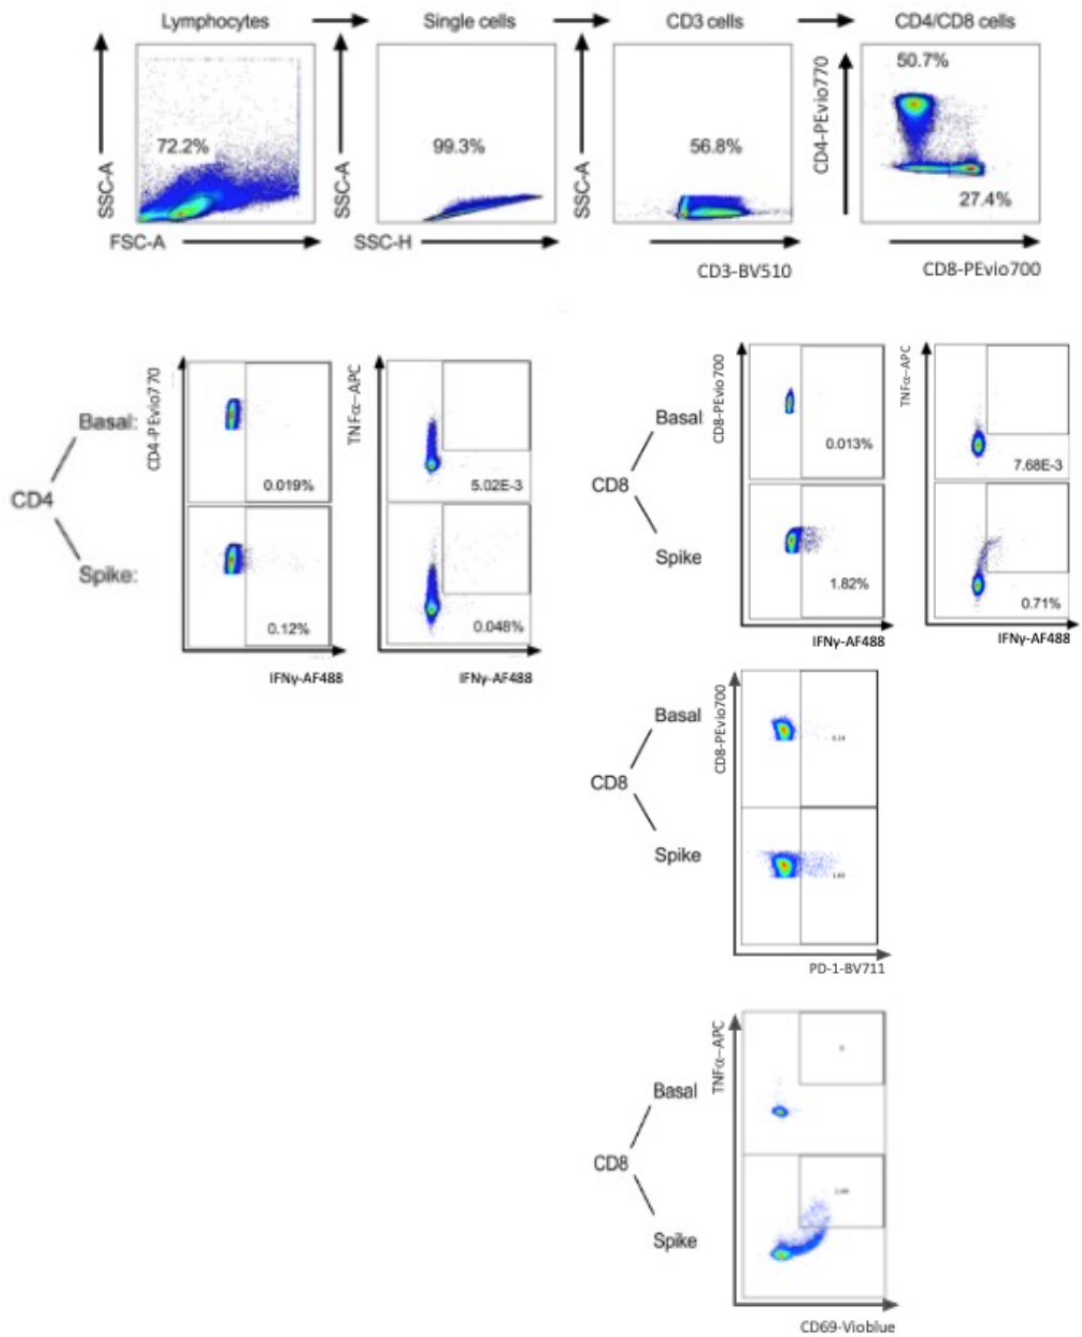 Lymphocytes
Single cells
CD3 cells
CD4/CD8 cells
SSC-A
72.2%
FSC-A
SSC-A
99.3%
SSC-H
SSC-A
56.8%
CD3-BV510
CD4-PEvio770
50.7%
27.4%
CD8-PEvio700
CD4
Basal:
Spike:
CD4-PEvio770
0.019%
0.12%
IFNγ-AF488
TNFα–APC
5.02E-3
0.048%
IFNγ-AF488
CD8
Basal
Spike
CD8-PEvio700
0.013%
1.82%
IFNγ-AF488
TNFα–APC
7.68E-3
0.71%
IFNγ-AF488
CD8
Basal
Spike
CD8-PEvio700
PD-1-BV711
CD8
Basal
Spike
TNFα–APC
CD69-Vioblue